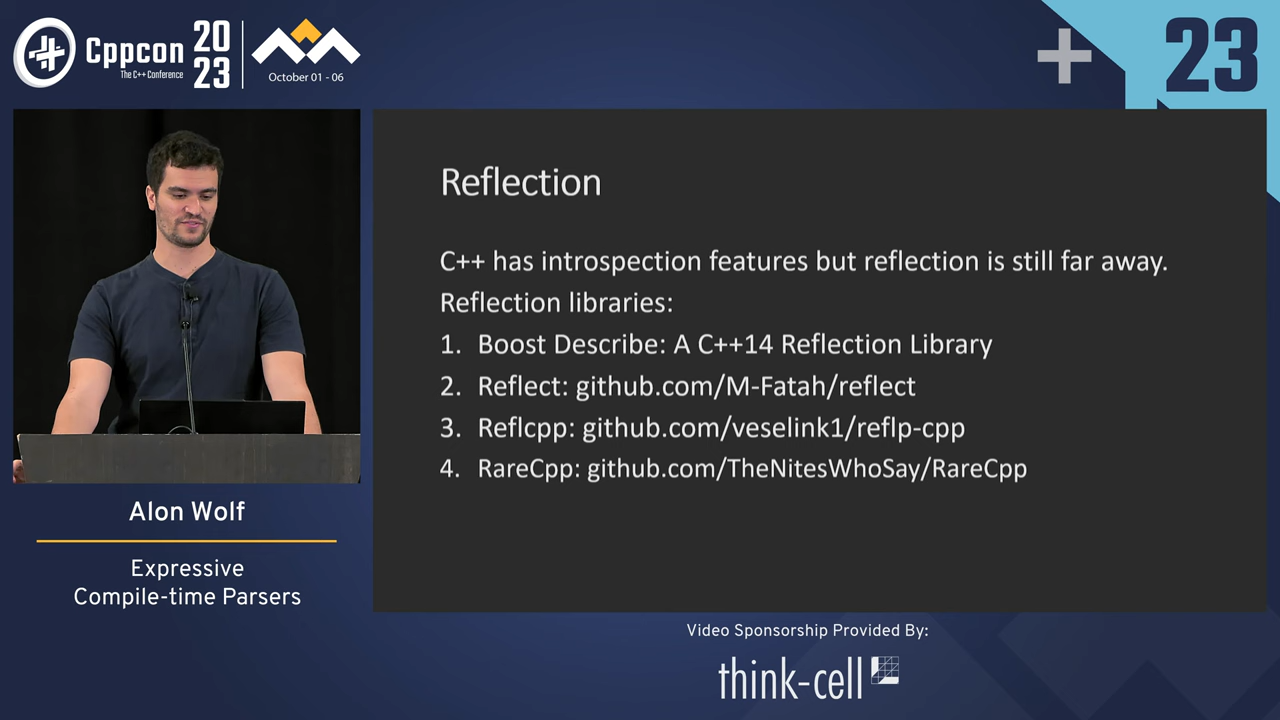 Cppcon
The C++ Conference
20
23
October 01 - 06
23
Reflection
C++ has introspection features but reflection is still far away.
Reflection libraries:
1. Boost Describe: A C++14 Reflection Library
2. Reflect: github.com/M-Fatah/reflect
3. Reflcpp: github.com/veselink1/reflp-cpp
4. RareCpp: github.com/TheNitesWhoSay/RareCpp
Alon Wolf
Expressive
Compile-time Parsers
Video Sponsorship Provided By:
think-cell